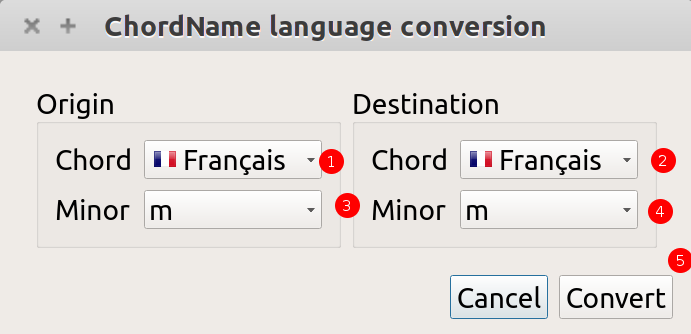 ChordName language conversion
Origin
Destination
Chord Français 1
Chord Français 2
Minor m 3
Minor m 4
5
Cancel Convert